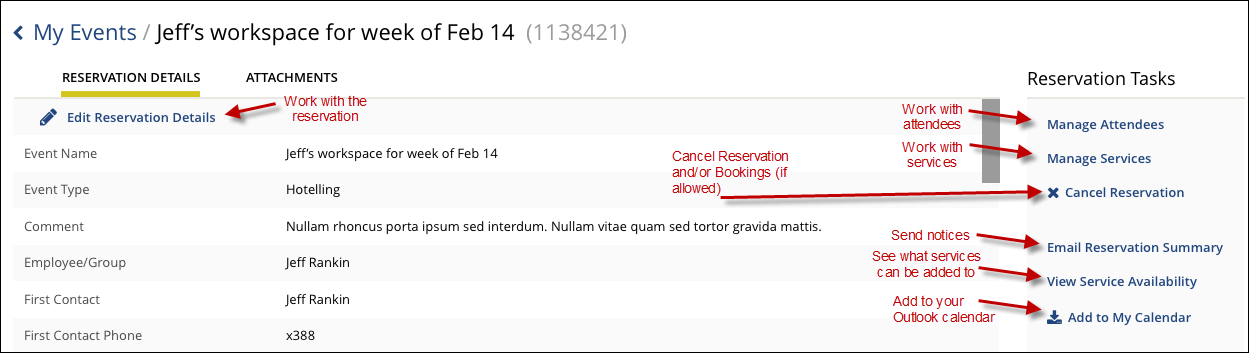 My Events / Jeff’s workspace for week of Feb 14 (1138421)
RESERVATION DETAILS ATTACHMENTS
Edit Reservation Details
Work with the
reservation
Event Name Jeff’s workspace for week of Feb 14
Event Type Hotelling
Comment Nullam rhoncus porta ipsum sed interdum. Nullam vitae quam sed tortor gravida mattis.
Employee/Group Jeff Rankin
First Contact Jeff Rankin
First Contact Phone x388
Cancel Reservation
and/or Bookings (if
allowed)
Reservation Tasks
Work with
attendees
Manage Attendees
Work with
services
Manage Services
Cancel Reservation
Send notices
Email Reservation Summary
See what services
can be added to
View Service Availability
Add to your
Outlook calendar
Add to My Calendar